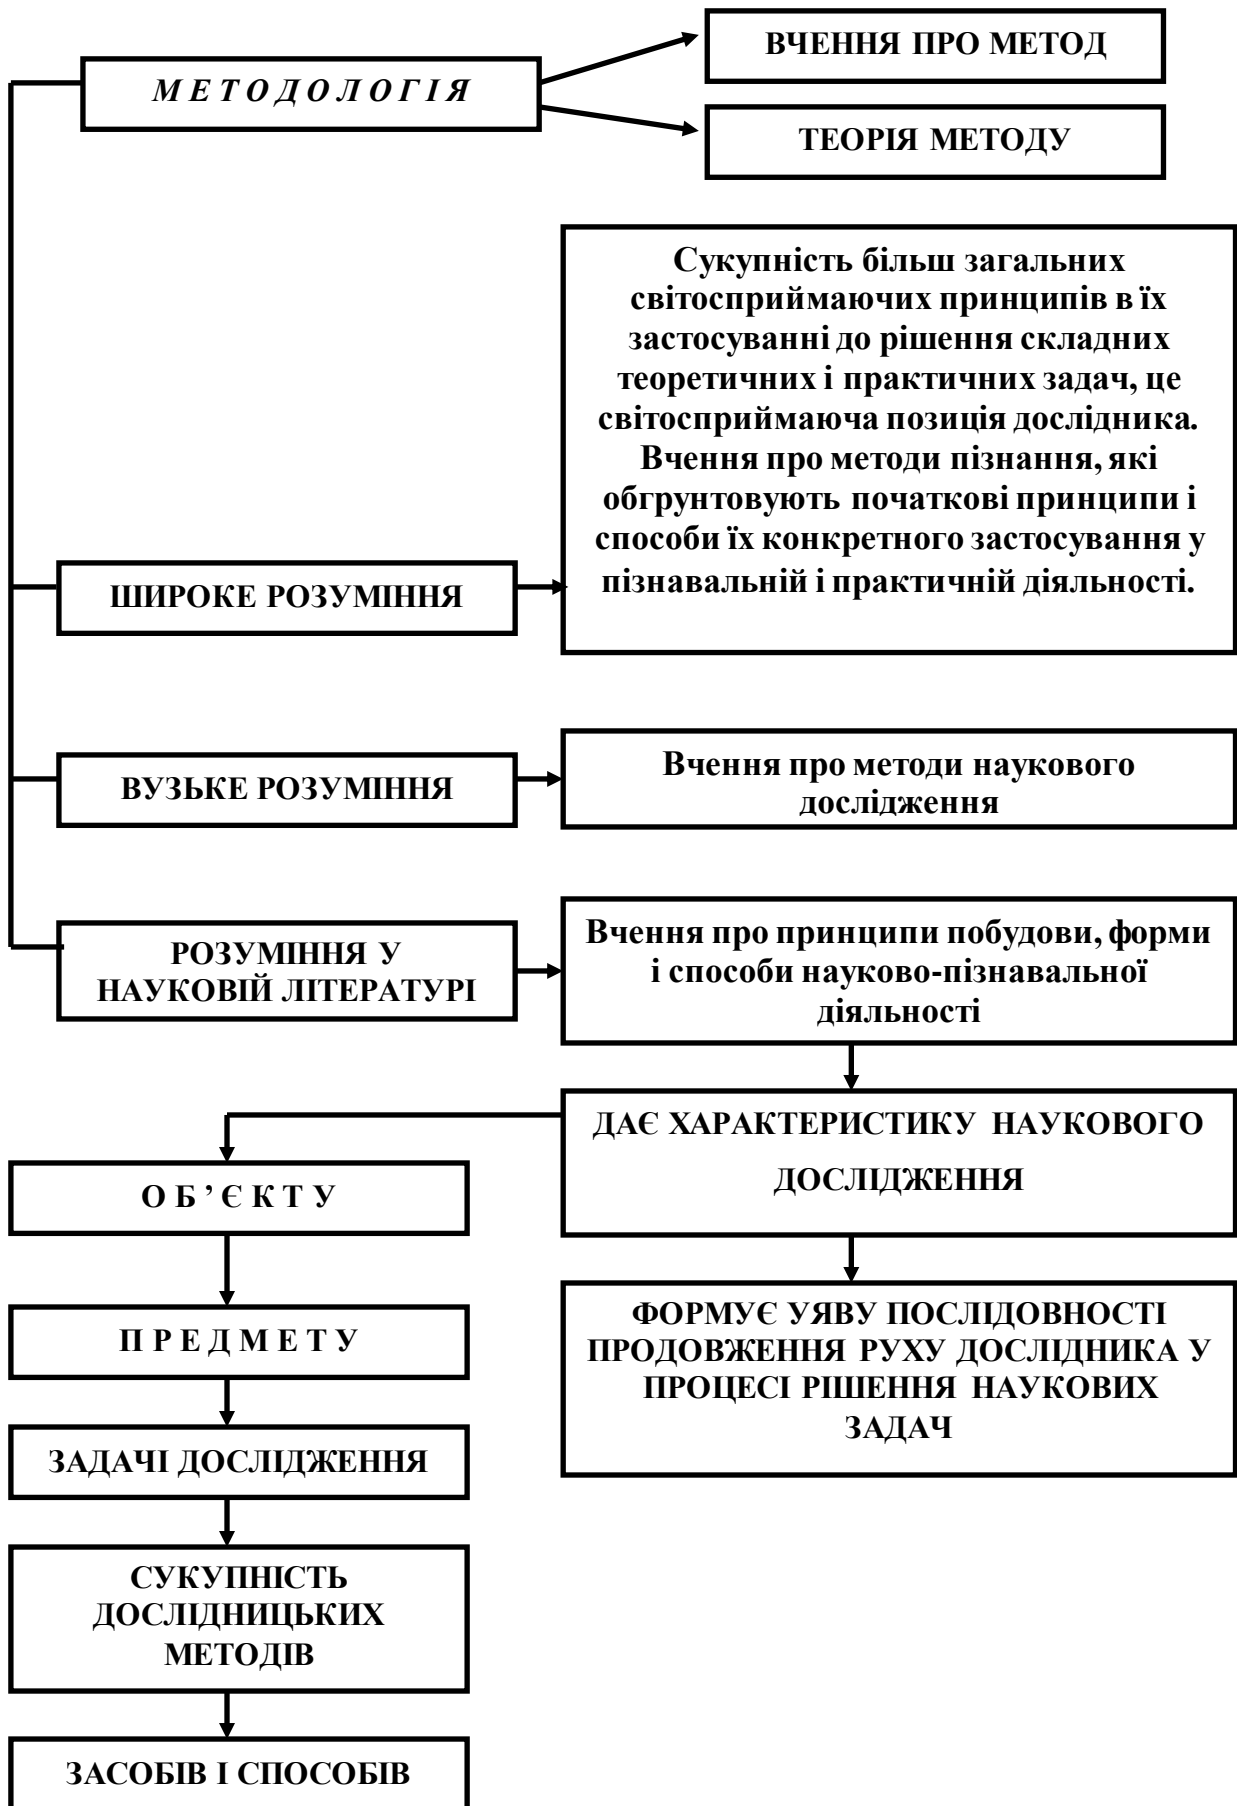 ВЧЕННЯ ПРО МЕТОД
М Е Т О Д О Л О Г І Я
ТЕОРІЯ МЕТОДУ
Сукупність більш загальних
світосприймаючих принципів в їх
застосуванні до рішення складних
теоретичних і практичних задач, це
світосприймаюча позиція дослідника.
Вчення про методи пізнання, які
обгрунтовують початкові принципи і
способи їх конкретного застосування у
пізнавальній і практичній діяльності.
ШИРОКЕ РОЗУМІННЯ
ВУЗЬКЕ РОЗУМІННЯ
Вчення про методи наукового
дослідження
РОЗУМІННЯ У
НАУКОВІЙ ЛІТЕРАТУРІ
Вчення про принципи побудови, форми
і способи науково-пізнавальної
діяльності
ДАЄ ХАРАКТЕРИСТИКУ НАУКОВОГО
ДОСЛІДЖЕННЯ
О Б ’ Є К Т У
П Р Е Д М Е Т У
ФОРМУЄ УЯВУ ПОСЛІДОВНОСТІ
ПРОДОВЖЕННЯ РУХУ ДОСЛІДНИКА У
ПРОЦЕСІ РІШЕННЯ НАУКОВИХ
ЗАДАЧ
ЗАДАЧІ ДОСЛІДЖЕННЯ
СУКУПНІСТЬ
ДОСЛІДНИЦЬКИХ
МЕТОДІВ
ЗАСОБІВ І СПОСОБІВ